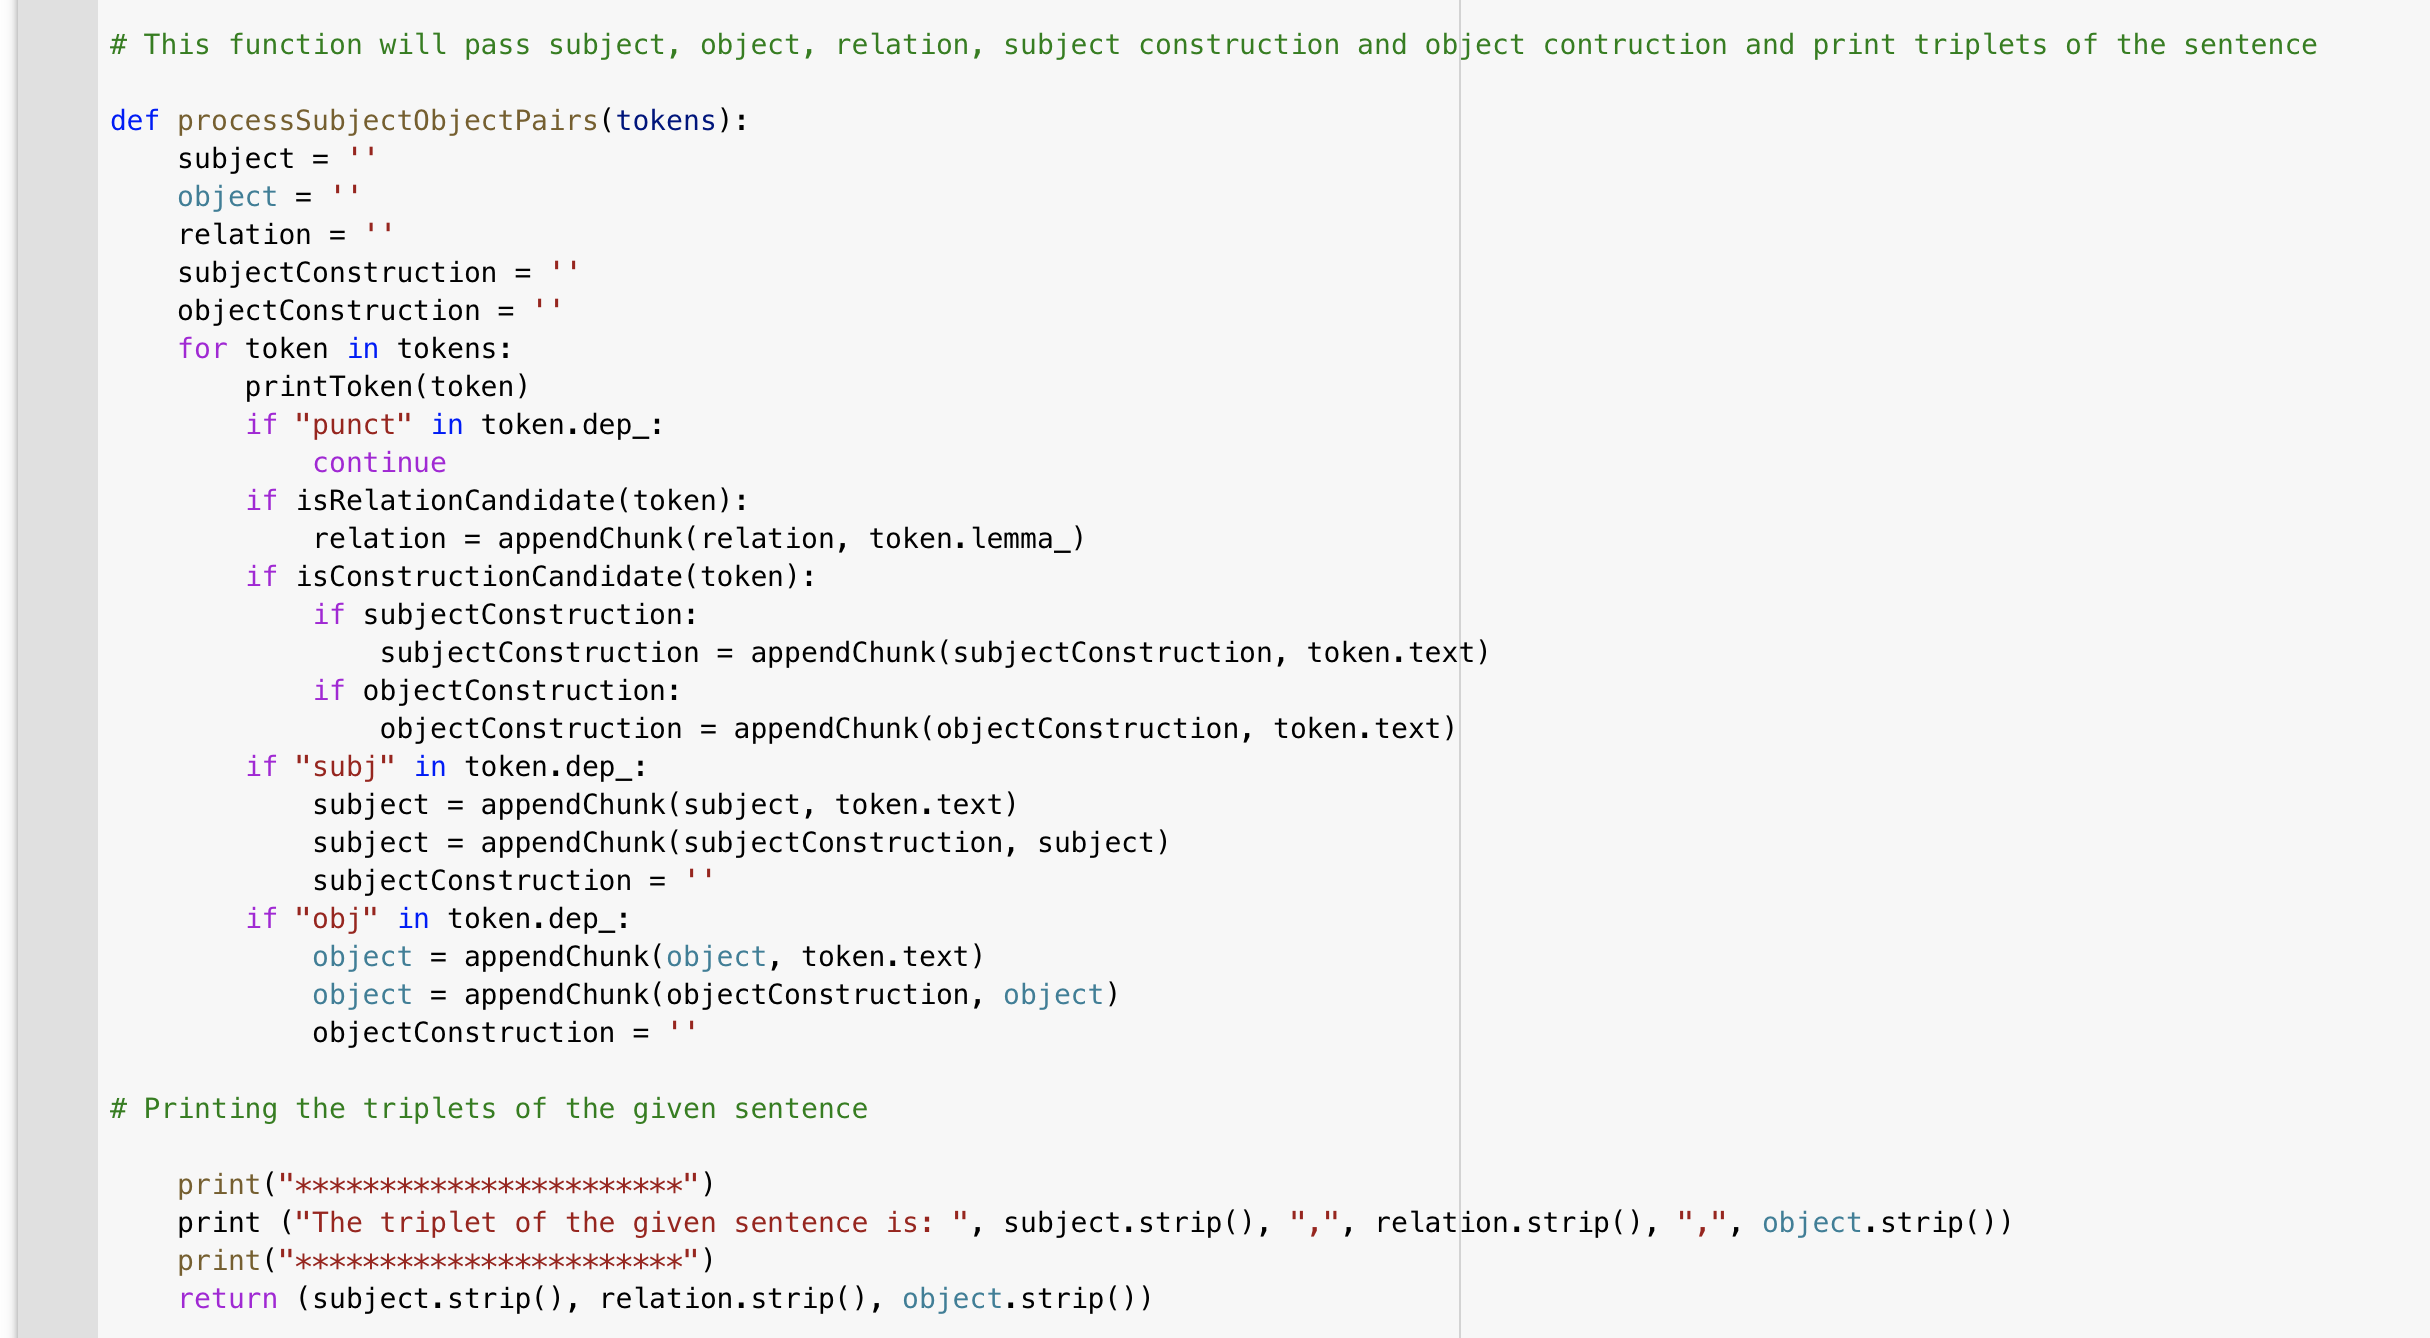 # This function will pass subject, object, relation, subject construction and object contruction and print triplets of the sentence
def processSubjectObjectPairs(tokens):
    subject = ''
    object = ''
    relation = ''
    subjectConstruction = ''
    objectConstruction = ''
    for token in tokens:
        printToken(token)
        if "punct" in token.dep_:
            continue
        if isRelationCandidate(token):
            relation = appendChunk(relation, token.lemma_)
        if isConstructionCandidate(token):
            if subjectConstruction:
                subjectConstruction = appendChunk(subjectConstruction, token.text)
            if objectConstruction:
                objectConstruction = appendChunk(objectConstruction, token.text)
        if "subj" in token.dep_:
            subject = appendChunk(subject, token.text)
            subject = appendChunk(subjectConstruction, subject)
            subjectConstruction = ''
        if "obj" in token.dep_:
            object = appendChunk(object, token.text)
            object = appendChunk(objectConstruction, object)
            objectConstruction = ''
# Printing the triplets of the given sentence
    print("***********************")
    print ("The triplet of the given sentence is: ", subject.strip(), ",", relation.strip(), ",", object.strip())
    print("***********************")
    return (subject.strip(), relation.strip(), object.strip())